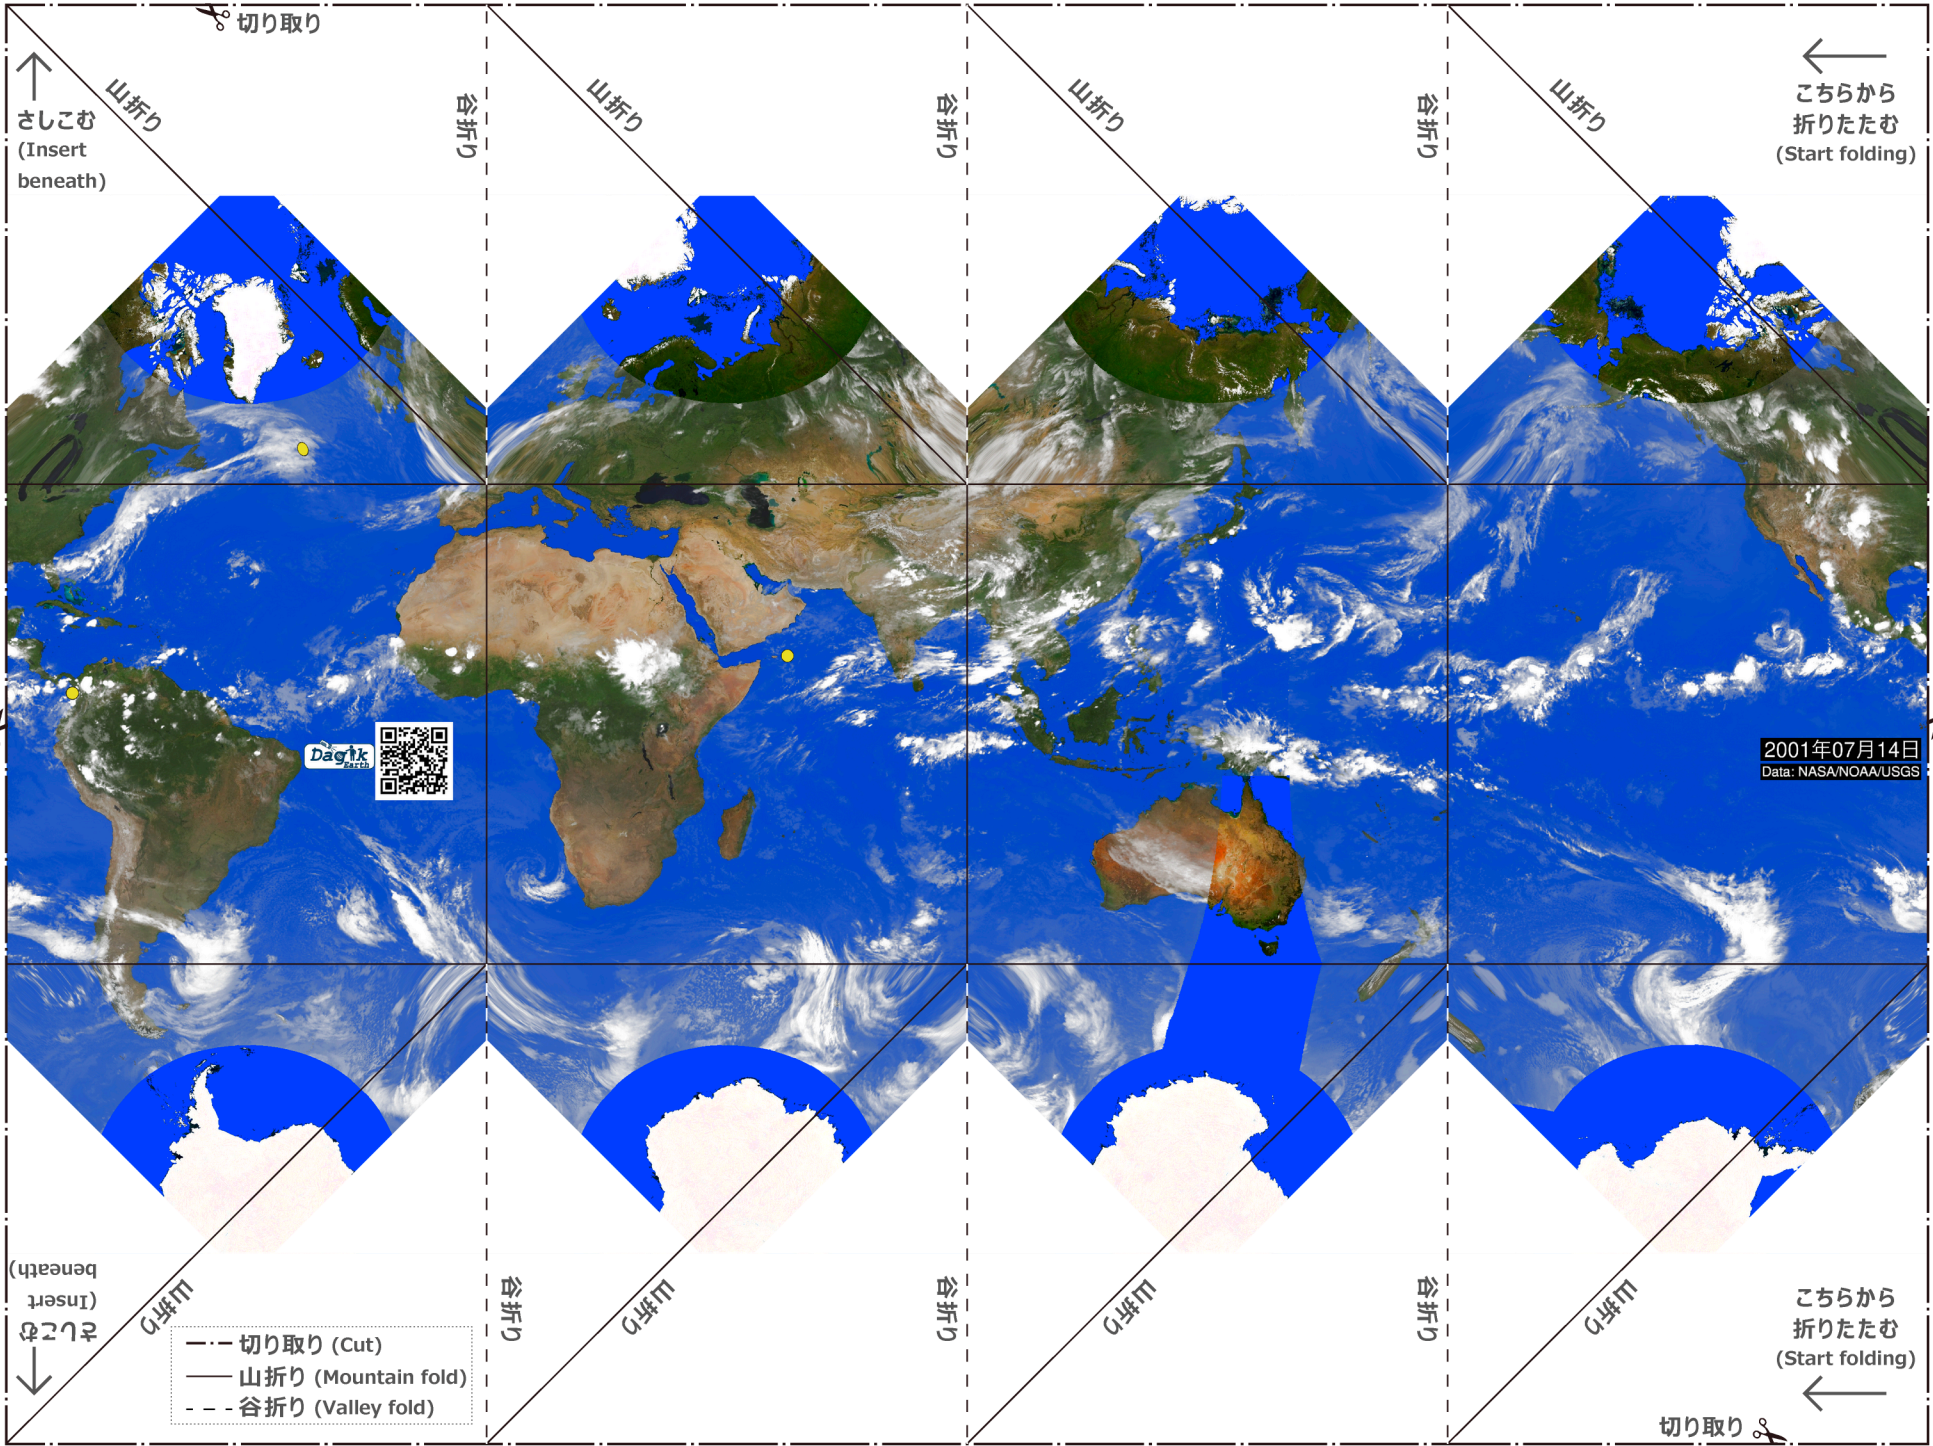 切り取り
山折り
谷折り
山折り
谷折り
山折り
谷折り
山折り
さしこむ
(Insert
beneath)
こちらから
折りたたむ
(Start folding)
Dagik
Earth
2001年07月14日
Data: NASA/NOAA/USGS
さしこむ
(Insert
beneath)
山折り
谷折り
山折り
谷折り
山折り
谷折り
山折り
切り取り (Cut)
山折り (Mountain fold)
谷折り (Valley fold)
こちらから
折りたたむ
(Start folding)
切り取り